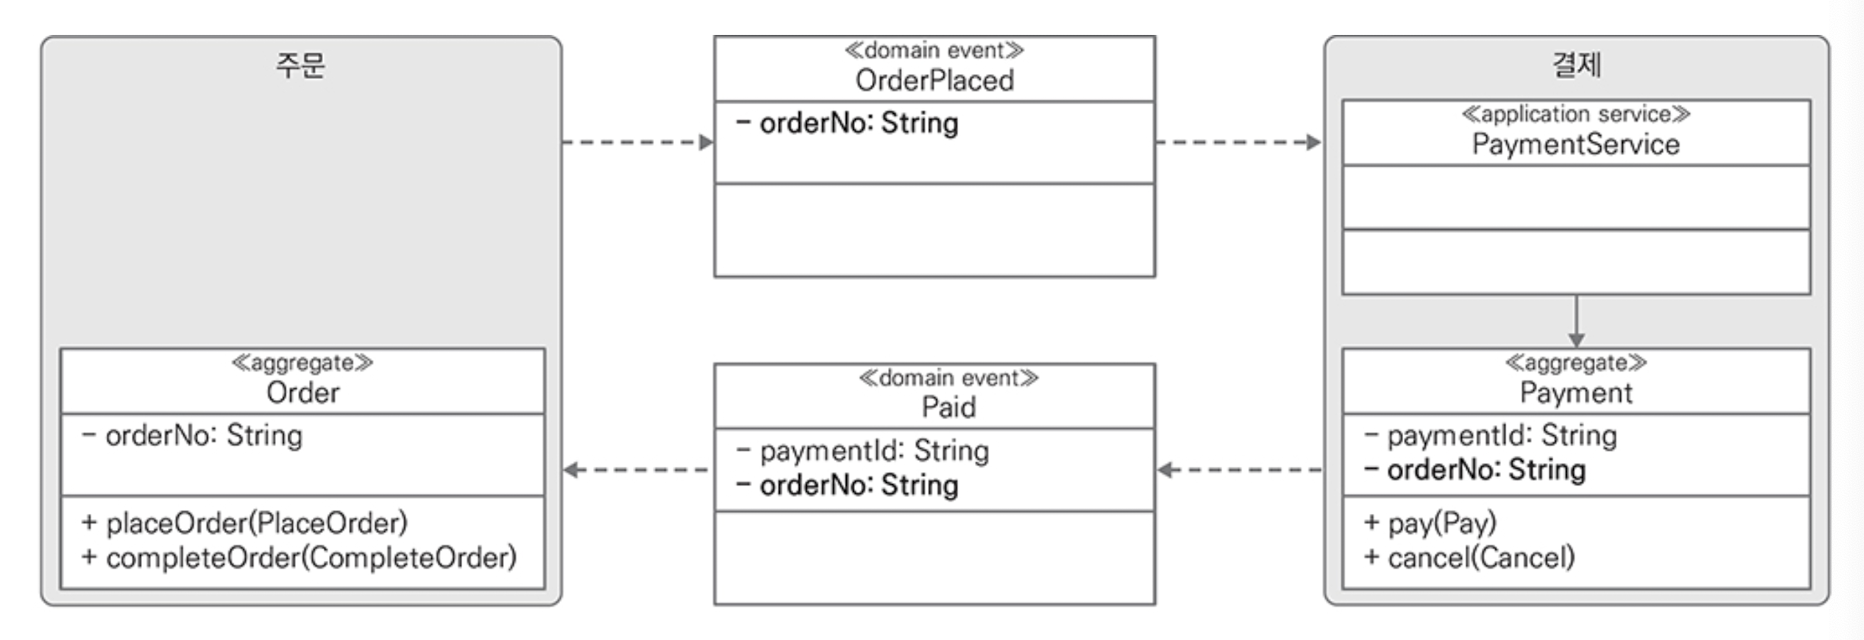 주문
≪aggregate≫
Order
- orderNo: String
+ placeOrder(PlaceOrder)
+ completeOrder(CompleteOrder)
≪domain event≫
OrderPlaced
- orderNo: String
≪domain event≫
Paid
- paymentId: String
- orderNo: String
결제
≪application service≫
PaymentService
≪aggregate≫
Payment
- paymentId: String
- orderNo: String
+ pay(Pay)
+ cancel(Cancel)